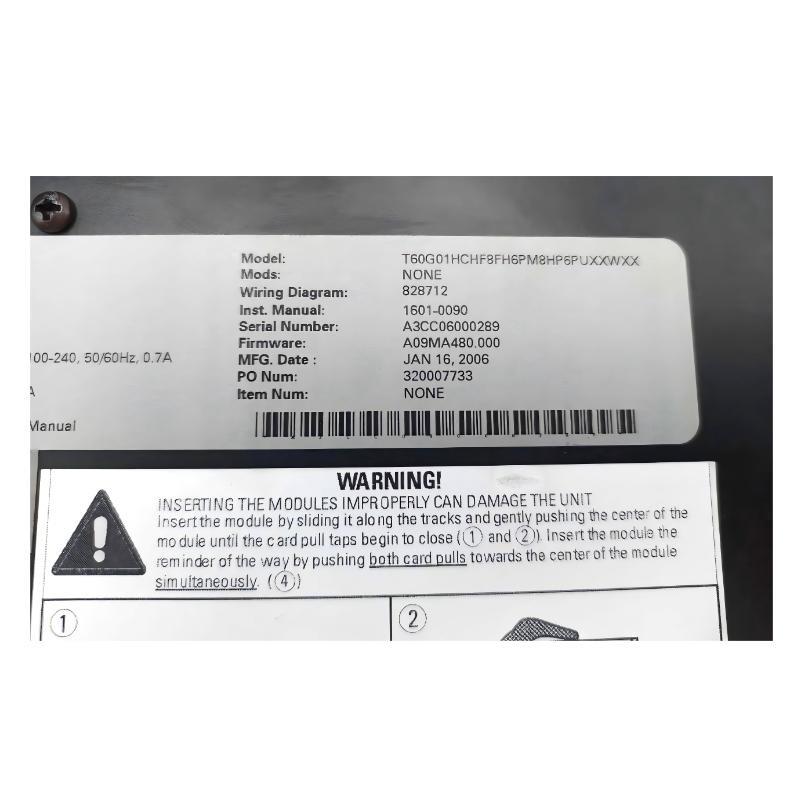 Model: T60G01HCHF8FH6PM8HP6PUXXWXX
Mods: NONE
Wiring Diagram: 828712
Inst. Manual: 1601-0090
Serial Number: A3CC06000289
Firmware: A09MA480.000
MFG. Date : JAN 16, 2006
PO Num: 320007733
Item Num: NONE
100-240, 50/60Hz, 0.7A
A
Manual
WARNING!
INSERTING THE MODULES IMPROPERLY CAN DAMAGE THE UNIT
Insert the module by sliding it along the tracks and gently pushing the center of the
module until the card pull taps begin to close (① and ②). Insert the module the
reminder of the way by pushing both card pulls towards the center of the module
simultaneously. (④)
①
②